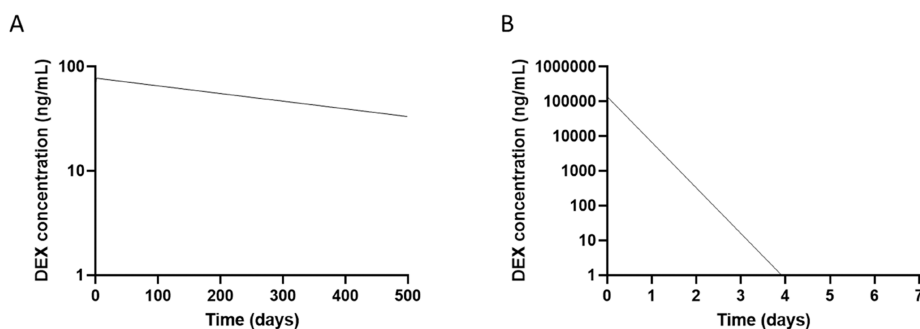 A
DEX concentration (ng/mL)
100
10
1
0 100 200 300 400 500
Time (days)
B
DEX concentration (ng/mL)
1000000
100000
10000
1000
100
10
1
0 1 2 3 4 5 6 7
Time (days)